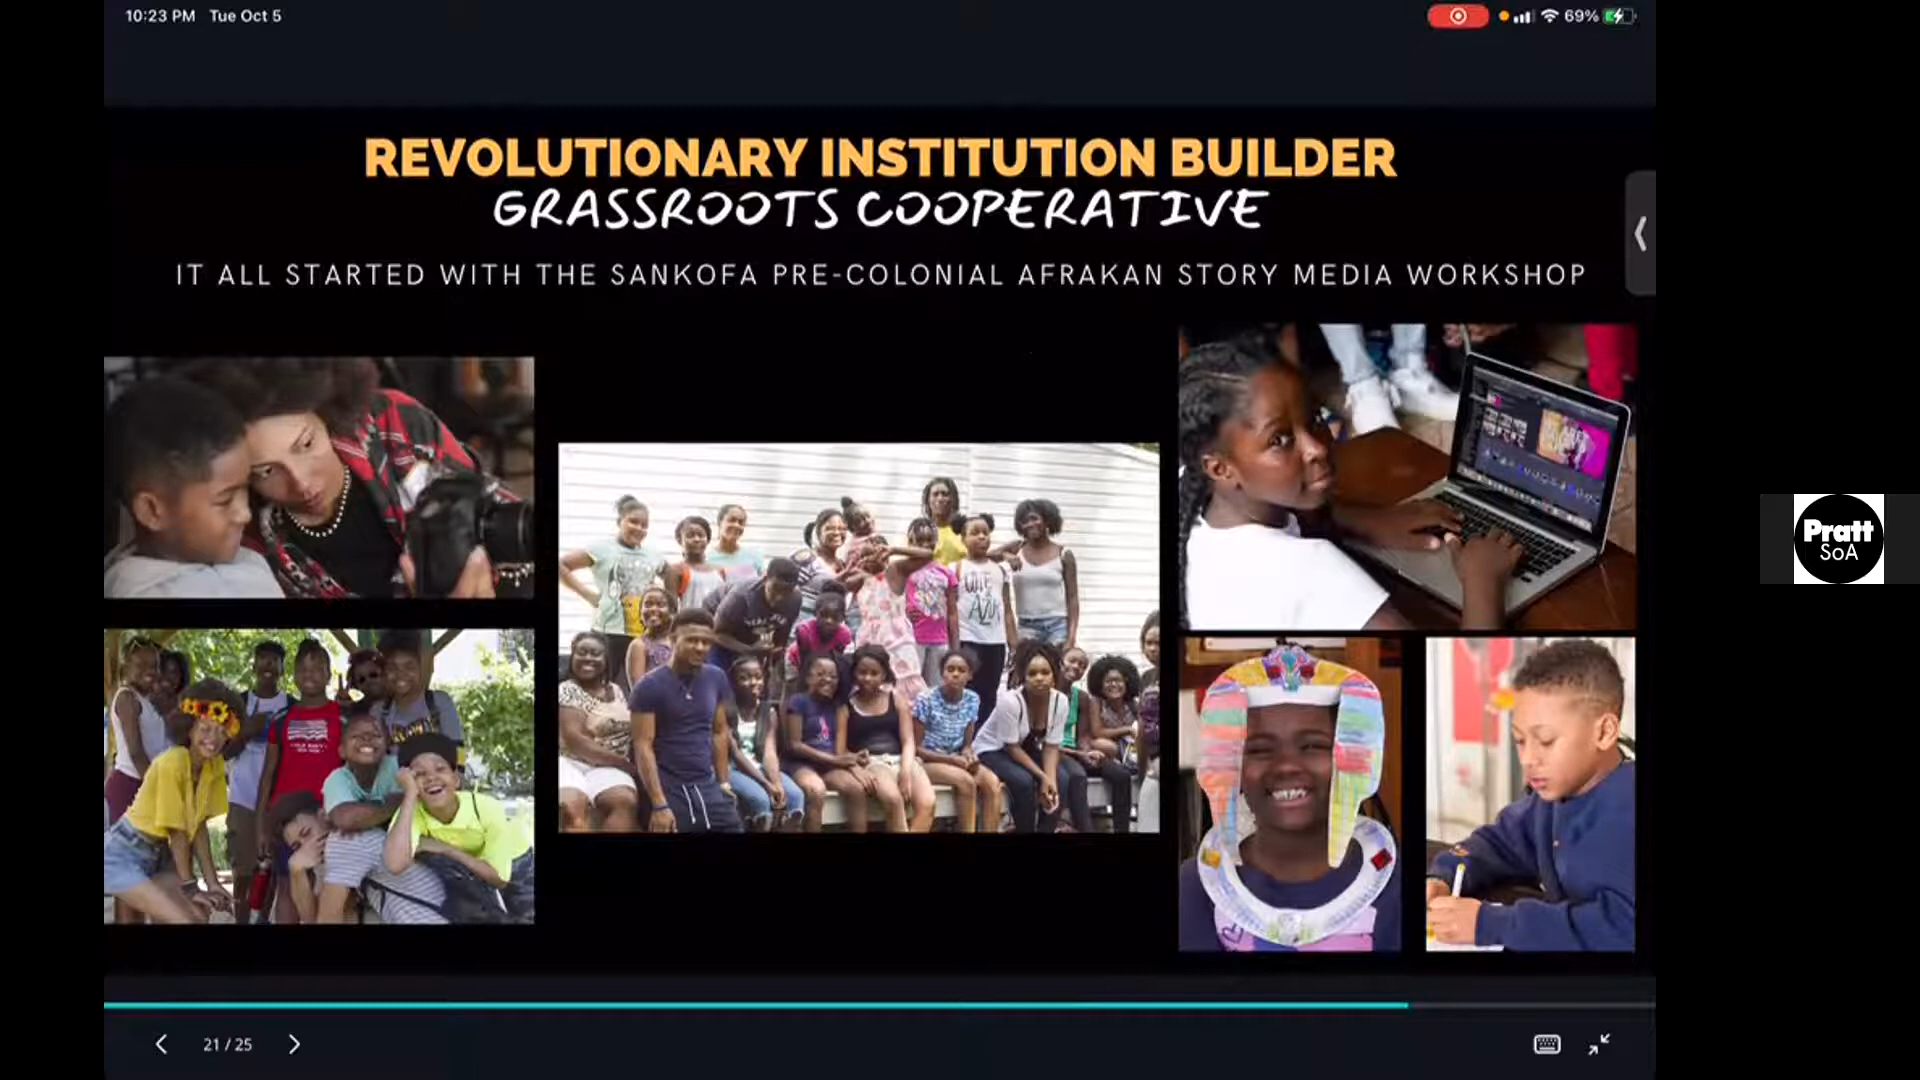 10:23 PM Tue Oct 5
69%
REVOLUTIONARY INSTITUTION BUILDER
GRASSROOTS COOPERATIVE
IT ALL STARTED WITH THE SANKOFA PRE-COLONIAL AFRAKAN STORY MEDIA WORKSHOP
Pratt
SoA
21 / 25